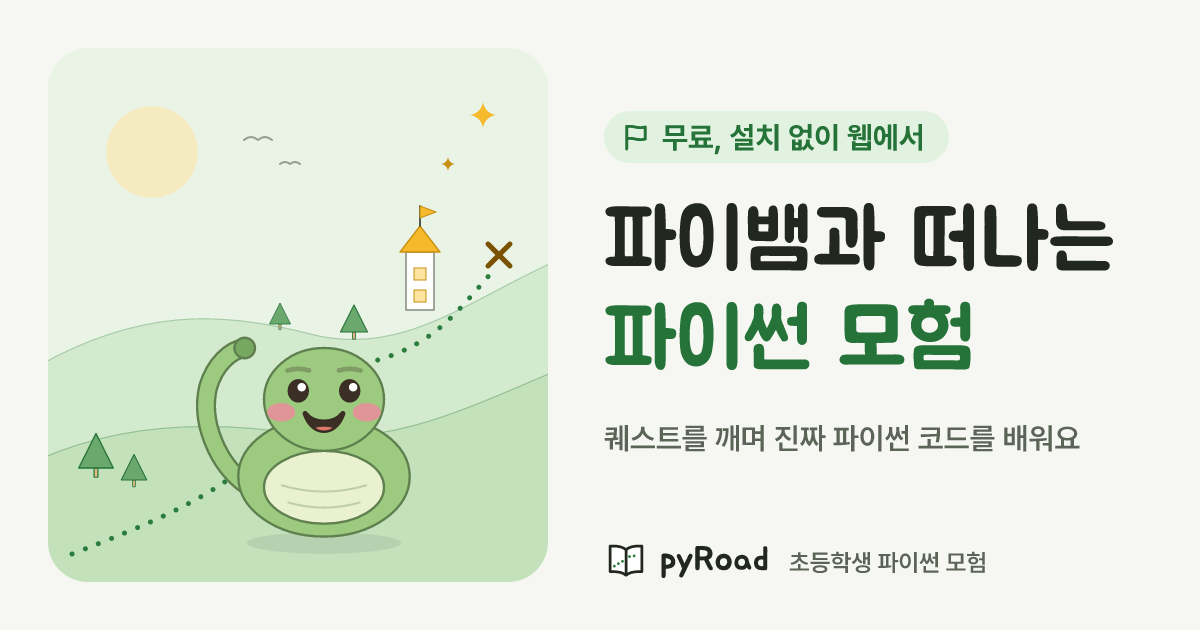 무료, 설치 없이 웹에서
파이뱀과 떠나는
파이썬 모험
퀘스트를 깨며 진짜 파이썬 코드를 배워요
pyRoad 초등학생 파이썬 모험